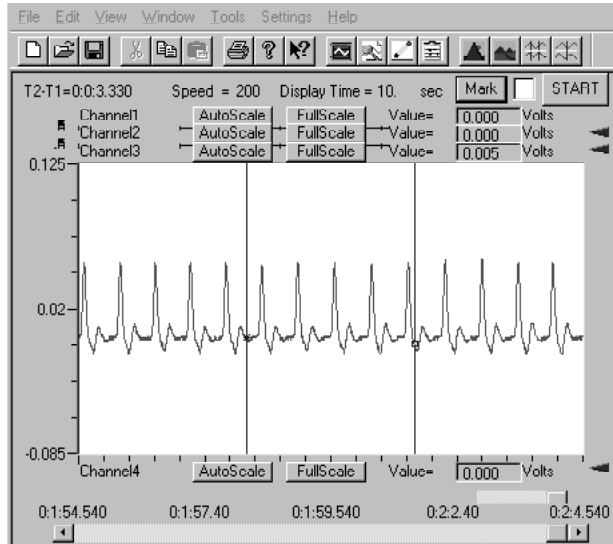 File Edit View Window Tools Settings Help
T2-T1=0:0:3.330 Speed = 200 Display Time = 10. sec Mark START
Channel1 AutoScale FullScale Value= 0.000 Volts
Channel2 AutoScale FullScale Value= 0.000 Volts
Channel3 AutoScale FullScale Value= 0.005 Volts
0.125
0.02
-0.085
Channel4 AutoScale FullScale Value= 0.000 Volts
0:1:54.540 0:1:57.40 0:1:59.540 0:2:2.40 0:2:4.540